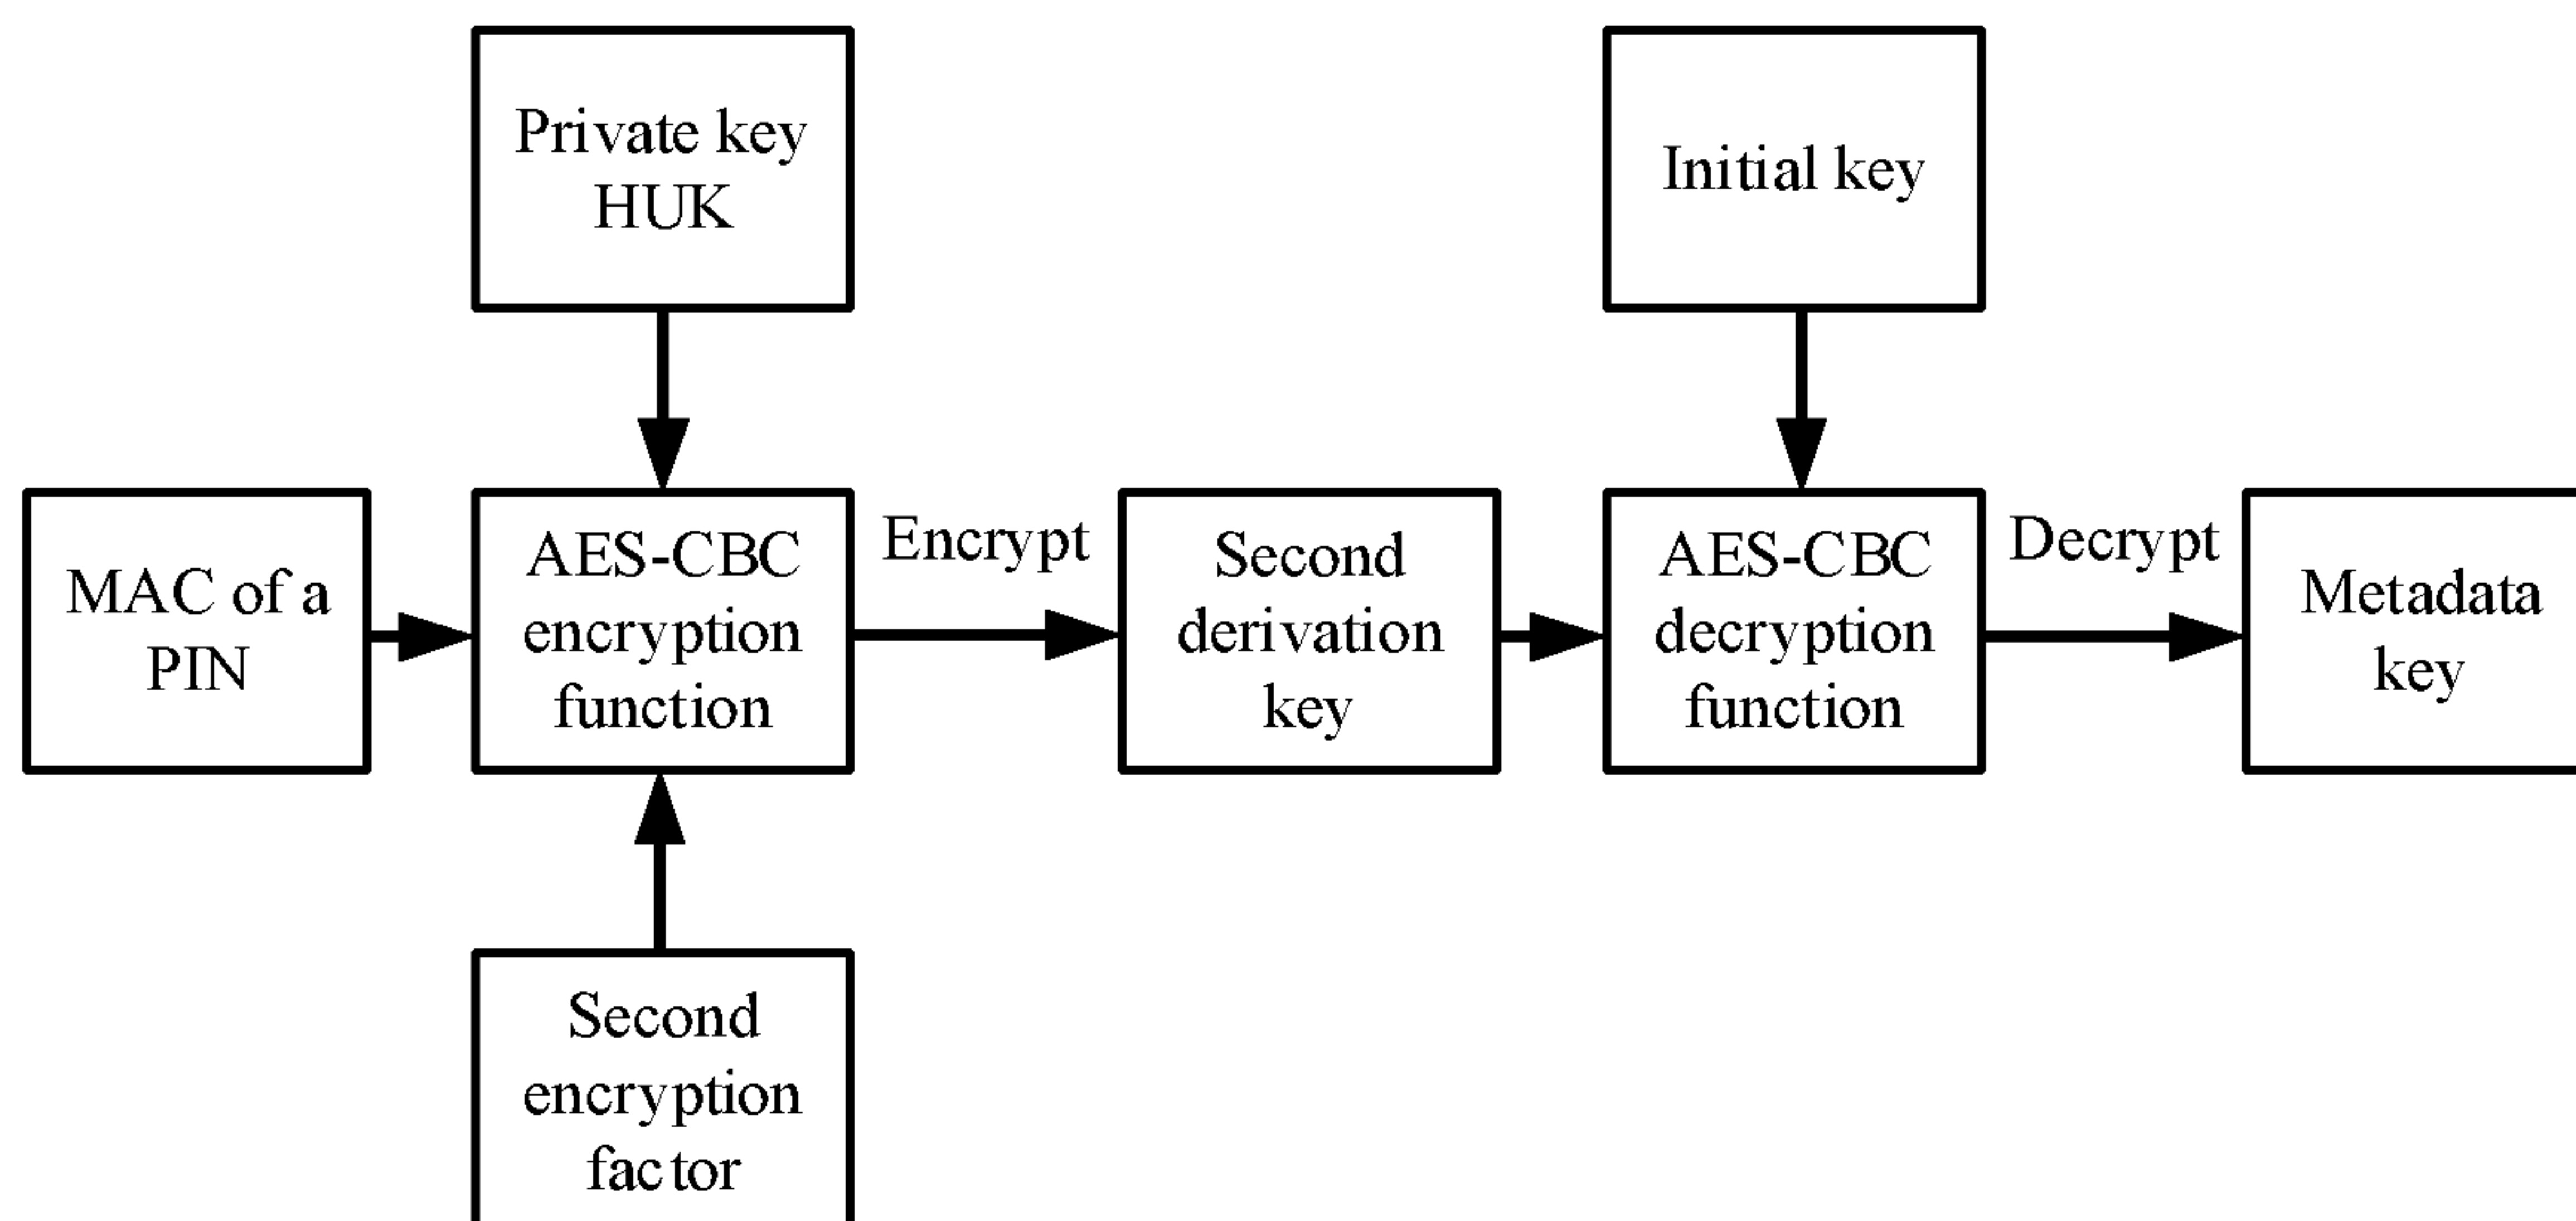 Private key
HUK
Initial key
MAC of a
PIN
AES-CBC
encryption
function
Encrypt
Second
derivation
key
AES-CBC
decryption
function
Decrypt
Metadata
key
Second
encryption
factor